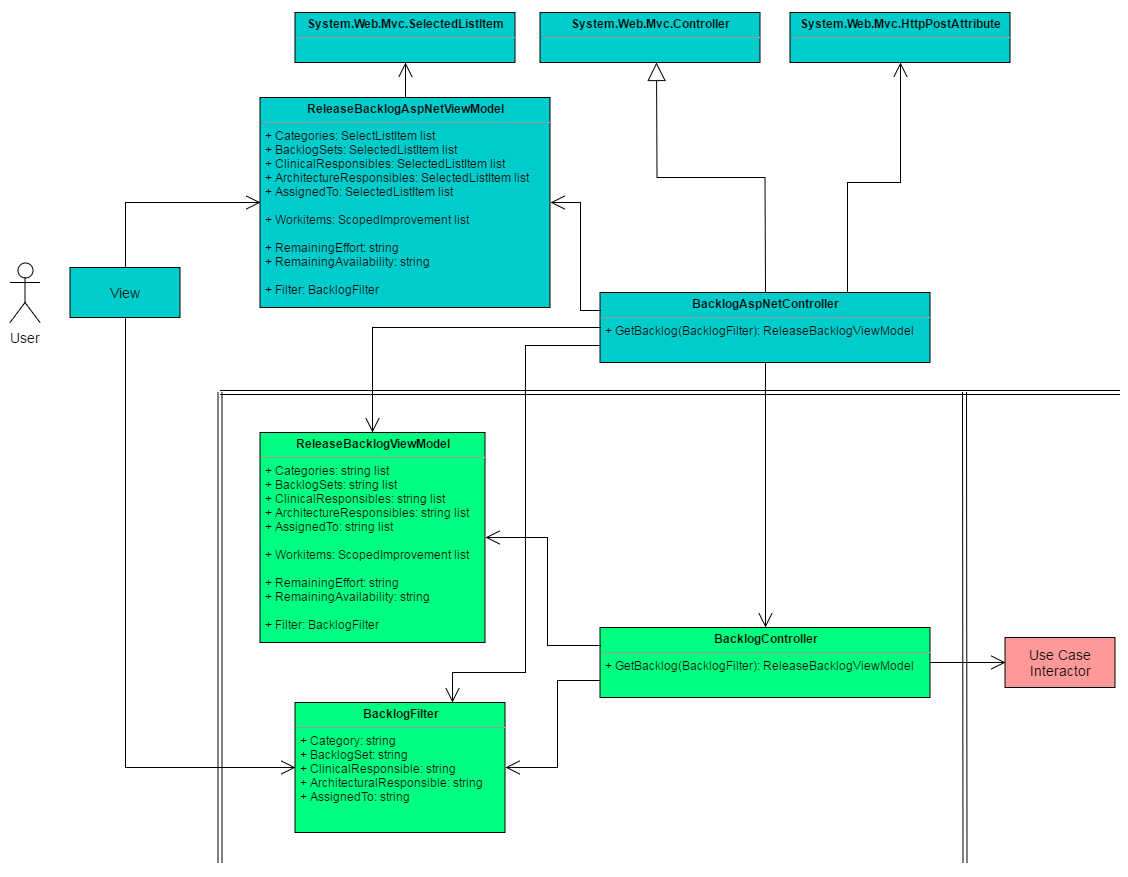 System.Web.Mvc.SelectedListItem
System.Web.Mvc.Controller
System.Web.Mvc.HttpPostAttribute
ReleaseBacklogAspNetViewModel
+ Categories: SelectListItem list
+ BacklogSets: SelectedListItem list
+ ClinicalResponsibles: SelectedListItem list
+ ArchitectureResponsibles: SelectedListItem list
+ AssignedTo: SelectedListItem list
+ Workitems: ScopedImprovement list
+ RemainingEffort: string
+ RemainingAvailability: string
+ Filter: BacklogFilter
View
User
BacklogAspNetController
+ GetBacklog(BacklogFilter): ReleaseBacklogViewModel
ReleaseBacklogViewModel
+ Categories: string list
+ BacklogSets: string list
+ ClinicalResponsibles: string list
+ ArchitectureResponsibles: string list
+ AssignedTo: string list
+ Workitems: ScopedImprovement list
+ RemainingEffort: string
+ RemainingAvailability: string
+ Filter: BacklogFilter
BacklogController
+ GetBacklog(BacklogFilter): ReleaseBacklogViewModel
Use Case
Interactor
BacklogFilter
+ Category: string
+ BacklogSet: string
+ ClinicalResponsible: string
+ ArchitecturalResponsible: string
+ AssignedTo: string